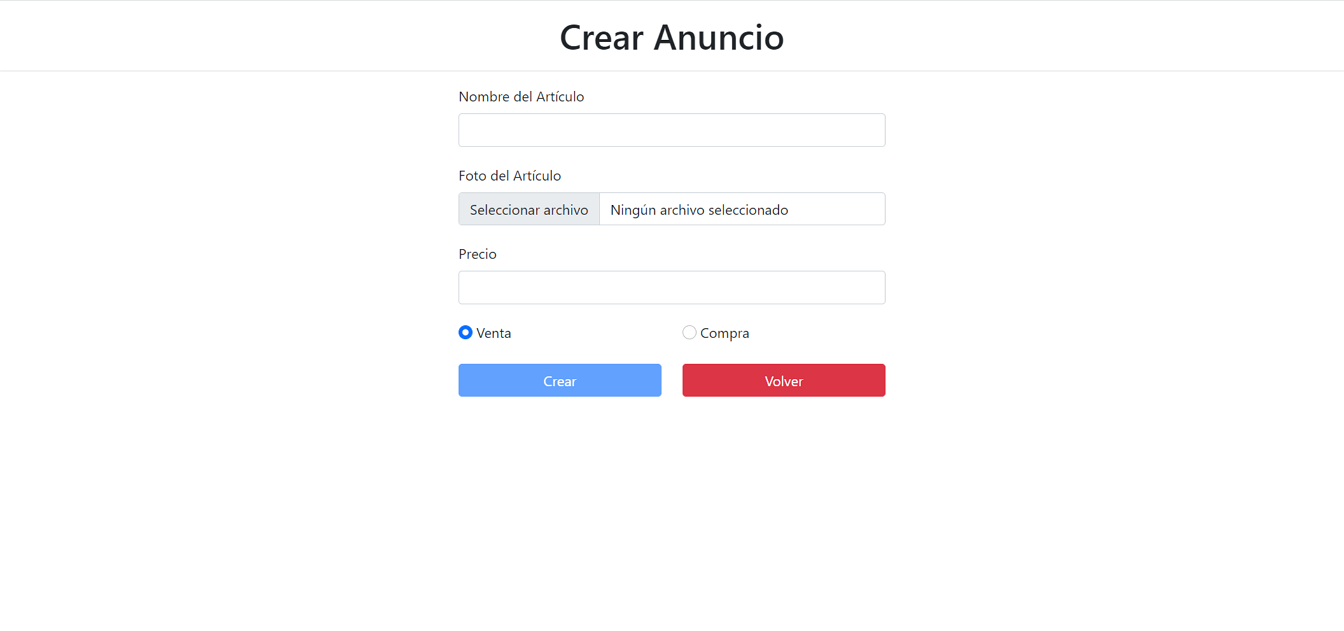 Crear Anuncio
Nombre del Artículo
Foto del Artículo
Seleccionar archivo Ningún archivo seleccionado
Precio
Venta Compra
Crear Volver